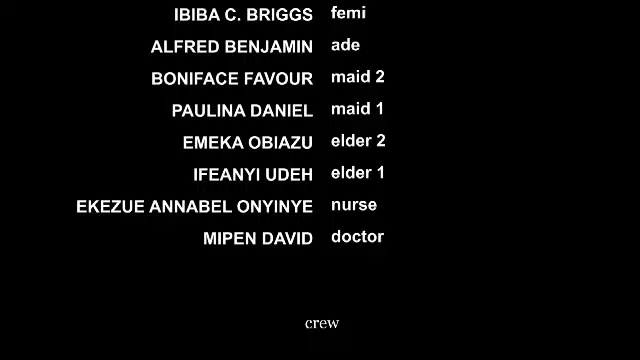 IBIBA C. BRIGGS femi
ALFRED BENJAMIN ade
BONIFACE FAVOUR maid 2
PAULINA DANIEL maid 1
EMEKA OBIAZU elder 2
IFEANYI UDEH elder 1
EKEZUE ANNABEL ONYINYE nurse
MIPEN DAVID doctor
crew